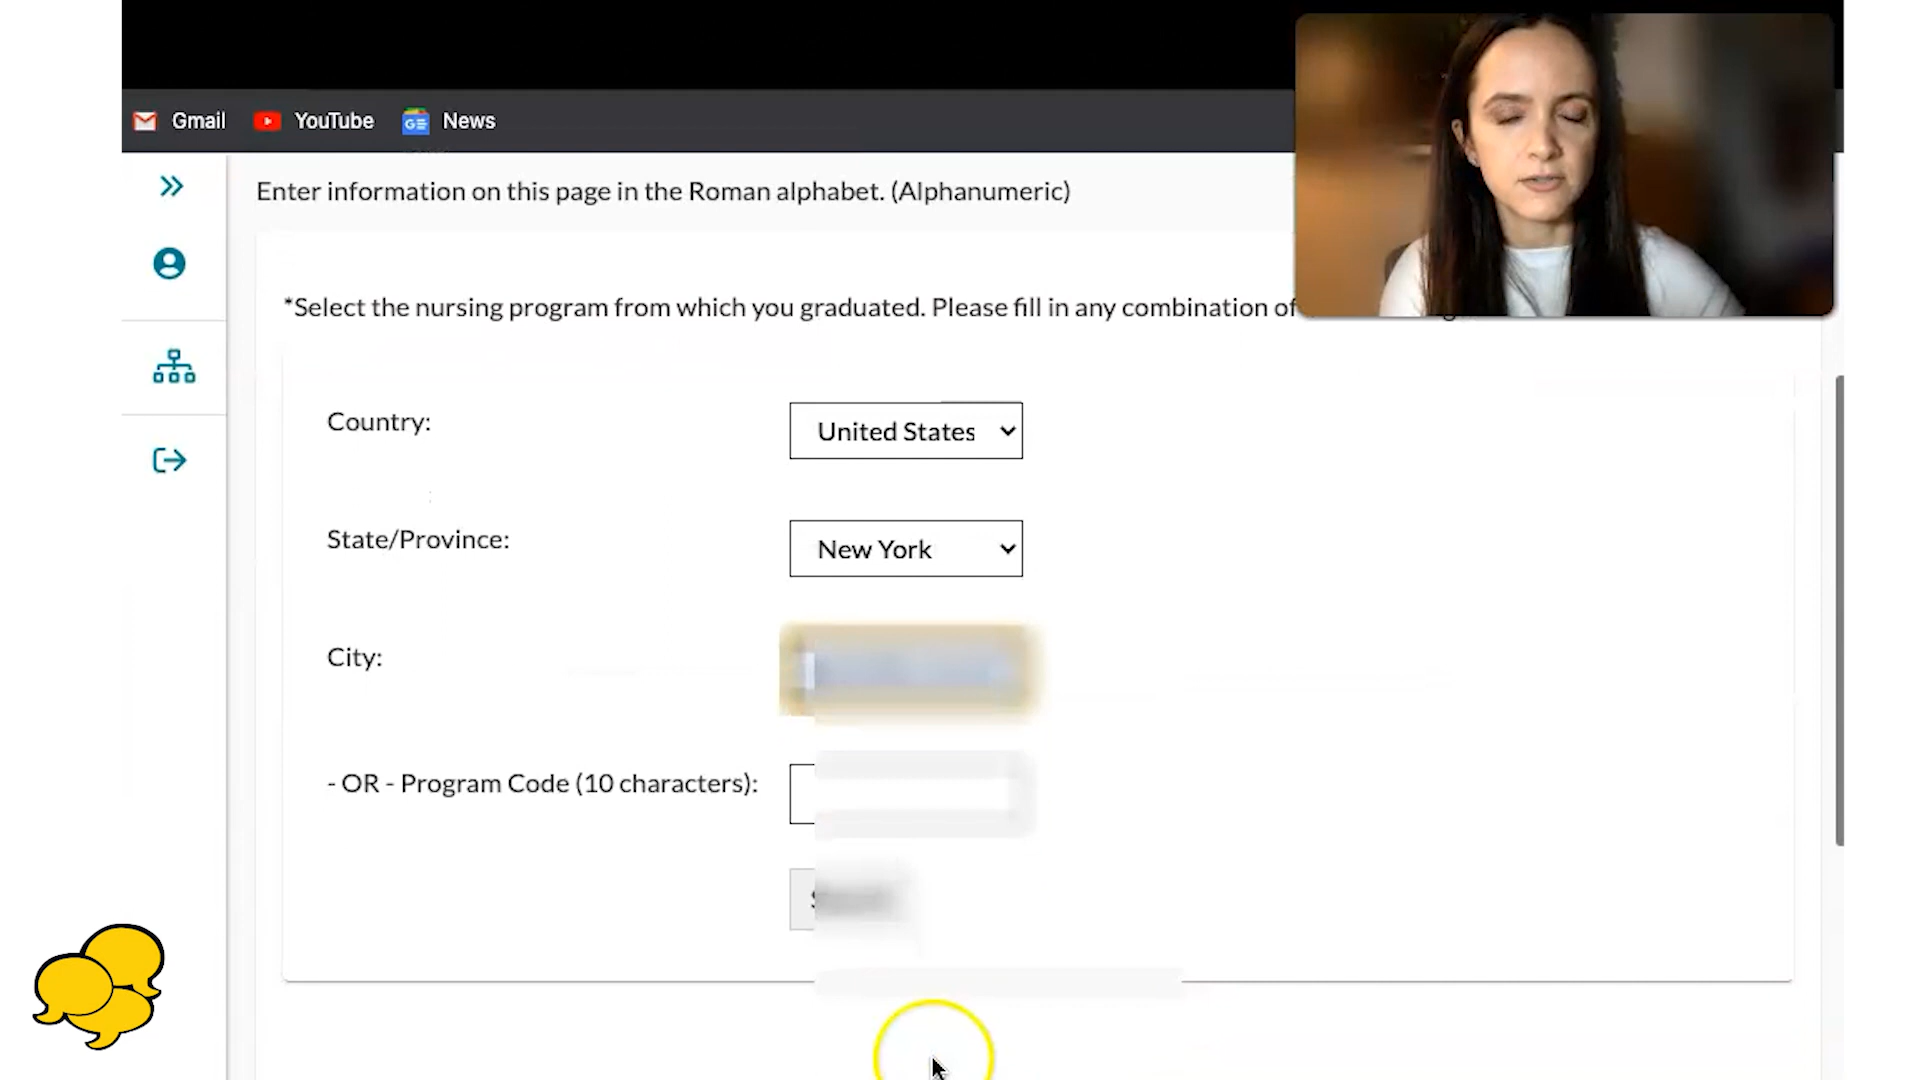 Gmail YouTube News
Enter information on this page in the Roman alphabet. (Alphanumeric)
*Select the nursing program from which you graduated. Please fill in any combination of
Country: United States
State/Province: New York
City:
- OR - Program Code (10 characters):